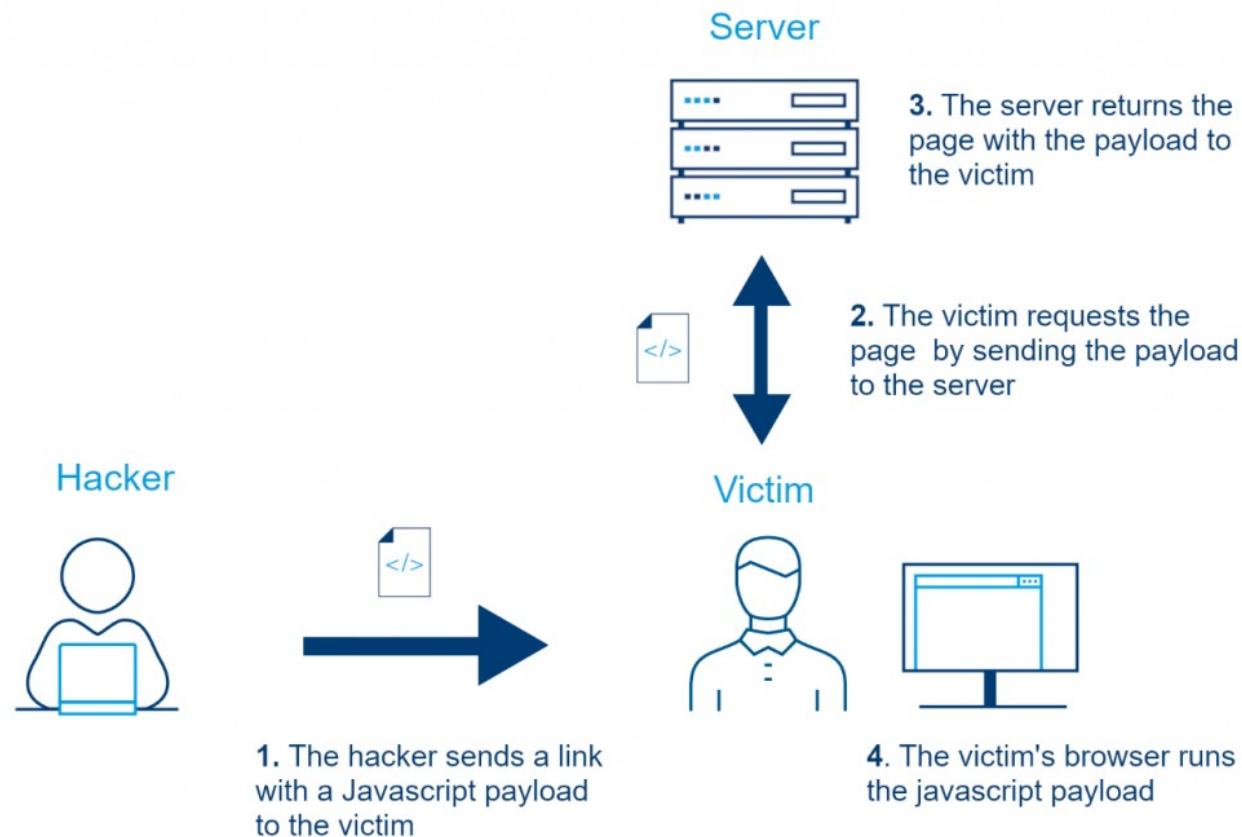 Server
3. The server returns the
page with the payload to
the victim
</>
2. The victim requests the
page by sending the payload
to the server
Hacker
Victim
</>
1. The hacker sends a link
with a Javascript payload
to the victim
4. The victim's browser runs
the javascript payload